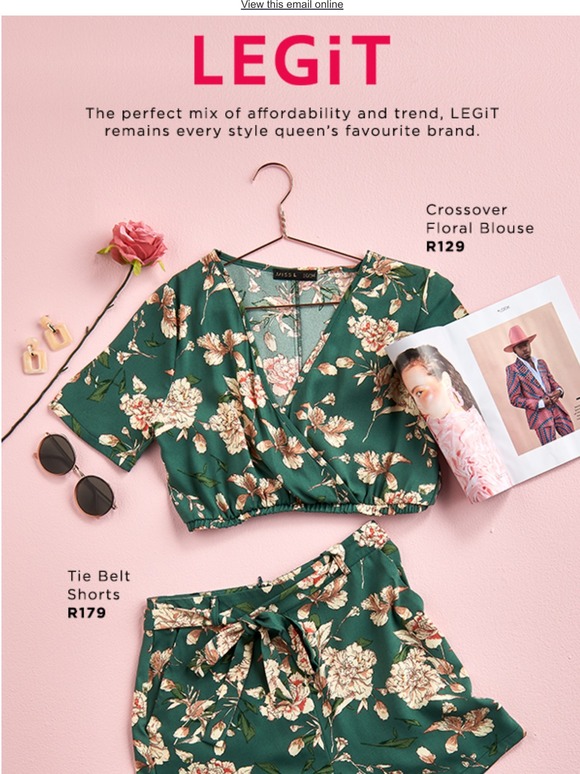 View this email online
LEGiT
The perfect mix of affordability and trend, LEGiT
remains every style queen's favourite brand.
Crossover
Floral Blouse
R129
Tie Belt
Shorts
R179